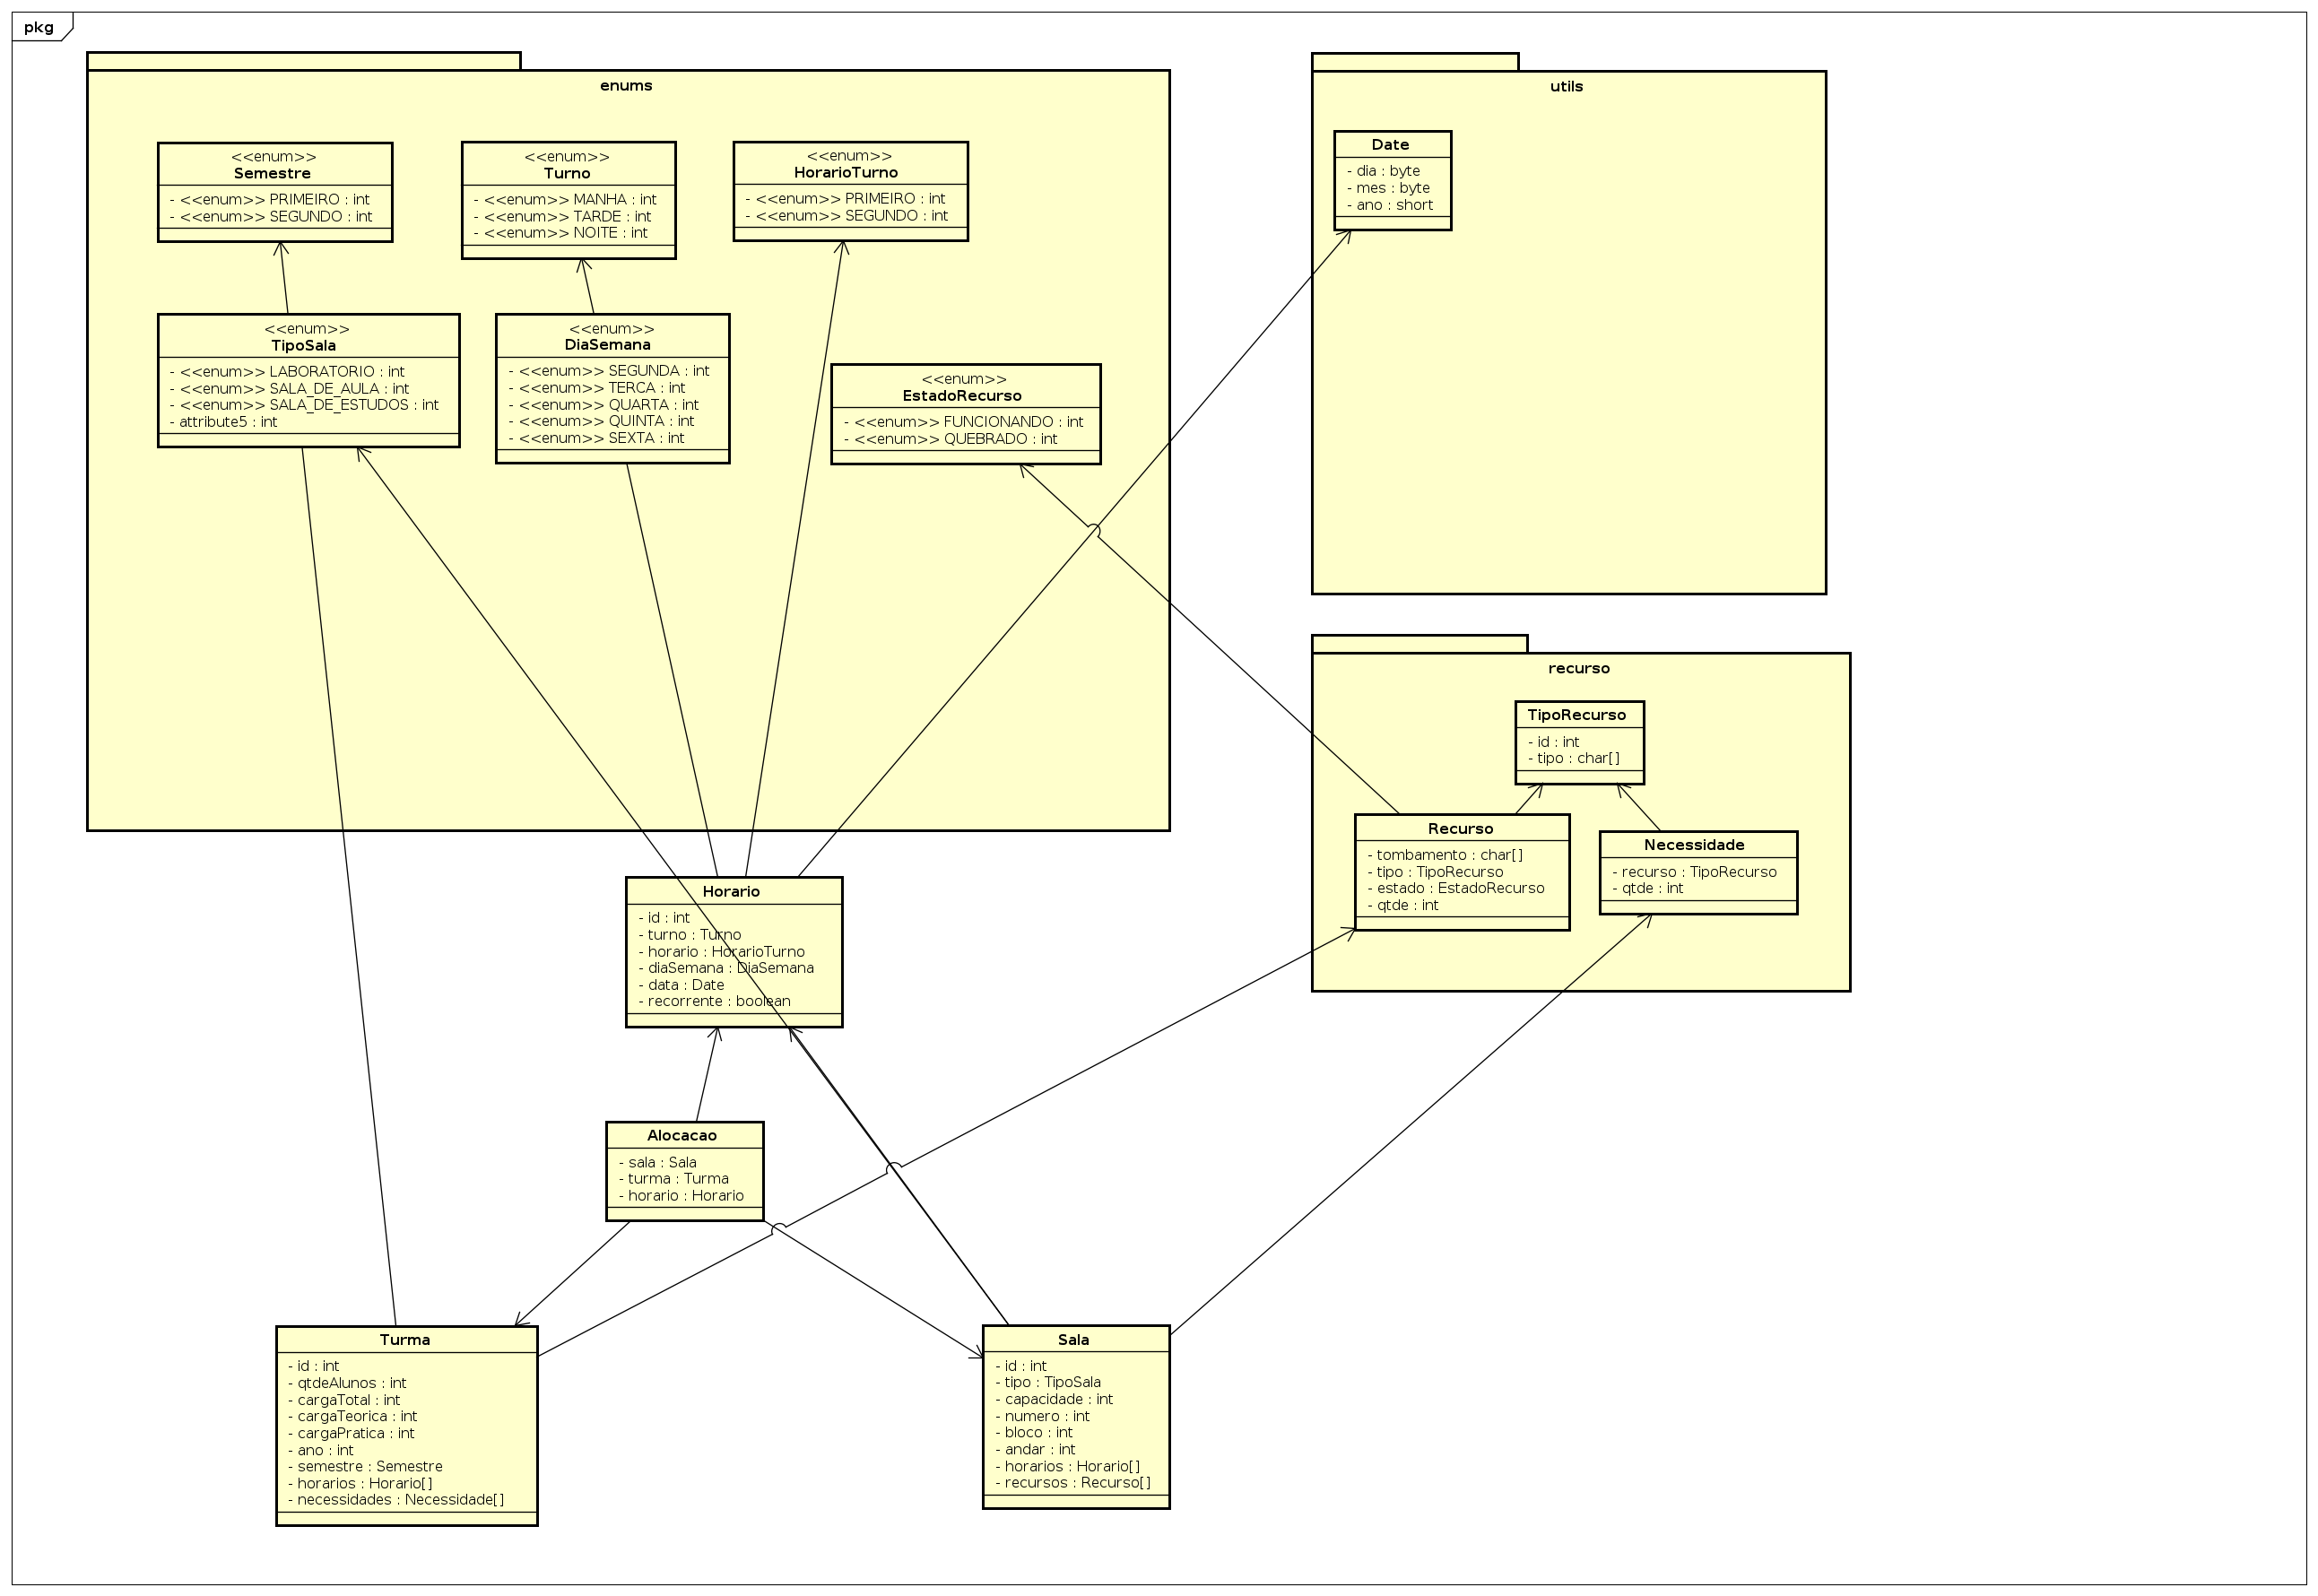 pkg
enums
<<enum>>
Semestre
- <<enum>> PRIMEIRO : int
- <<enum>> SEGUNDO : int
<<enum>>
Turno
- <<enum>> MANHA : int
- <<enum>> TARDE : int
- <<enum>> NOITE : int
<<enum>>
HorarioTurno
- <<enum>> PRIMEIRO : int
- <<enum>> SEGUNDO : int
<<enum>>
TipoSala
- <<enum>> LABORATORIO : int
- <<enum>> SALA_DE_AULA : int
- <<enum>> SALA_DE_ESTUDOS : int
- attribute5 : int
<<enum>>
DiaSemana
- <<enum>> SEGUNDA : int
- <<enum>> TERCA : int
- <<enum>> QUARTA : int
- <<enum>> QUINTA : int
- <<enum>> SEXTA : int
<<enum>>
EstadoRecurso
- <<enum>> FUNCIONANDO : int
- <<enum>> QUEBRADO : int
utils
Date
- dia : byte
- mes : byte
- ano : short
recurso
TipoRecurso
- id : int
- tipo : char[]
Recurso
- tombamento : char[]
- tipo : TipoRecurso
- estado : EstadoRecurso
- qtde : int
Necessidade
- recurso : TipoRecurso
- qtde : int
Horario
- id : int
- turno : Turno
- horario : HorarioTurno
- diaSemana : DiaSemana
- data : Date
- recorrente : boolean
Alocacao
- sala : Sala
- turma : Turma
- horario : Horario
Turma
- id : int
- qtdeAlunos : int
- cargaTotal : int
- cargaTeorica : int
- cargaPratica : int
- ano : int
- semestre : Semestre
- horarios : Horario[]
- necessidades : Necessidade[]
Sala
- id : int
- tipo : TipoSala
- capacidade : int
- numero : int
- bloco : int
- andar : int
- horarios : Horario[]
- recursos : Recurso[]